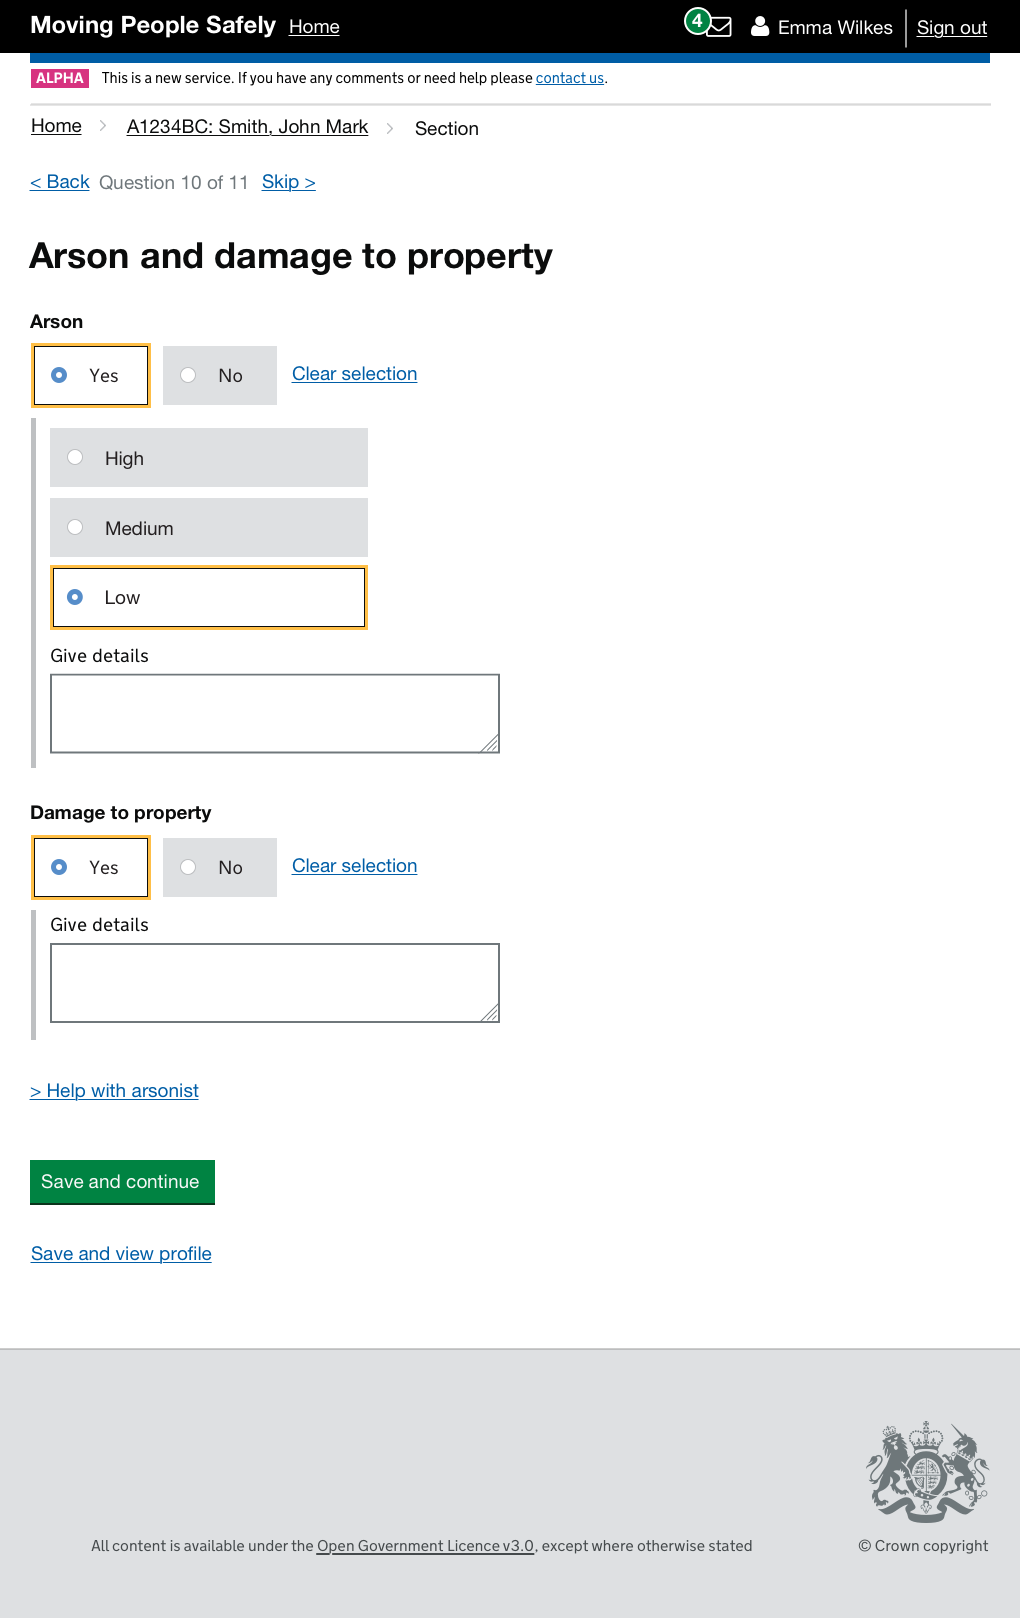 Moving People Safely Home 4 Emma Wilkes Sign out
ALPHA This is a new service. If you have any comments or need help please contact us.
Home A1234BC: Smith, John Mark Section
< Back Question 10 of 11 Skip >
Arson and damage to property
Arson
Yes No Clear selection
High
Medium
Low
Give details
Damage to property
Yes No Clear selection
Give details
> Help with arsonist
Save and continue
Save and view profile
All content is available under the Open Government Licence v3.0, except where otherwise stated © Crown copyright